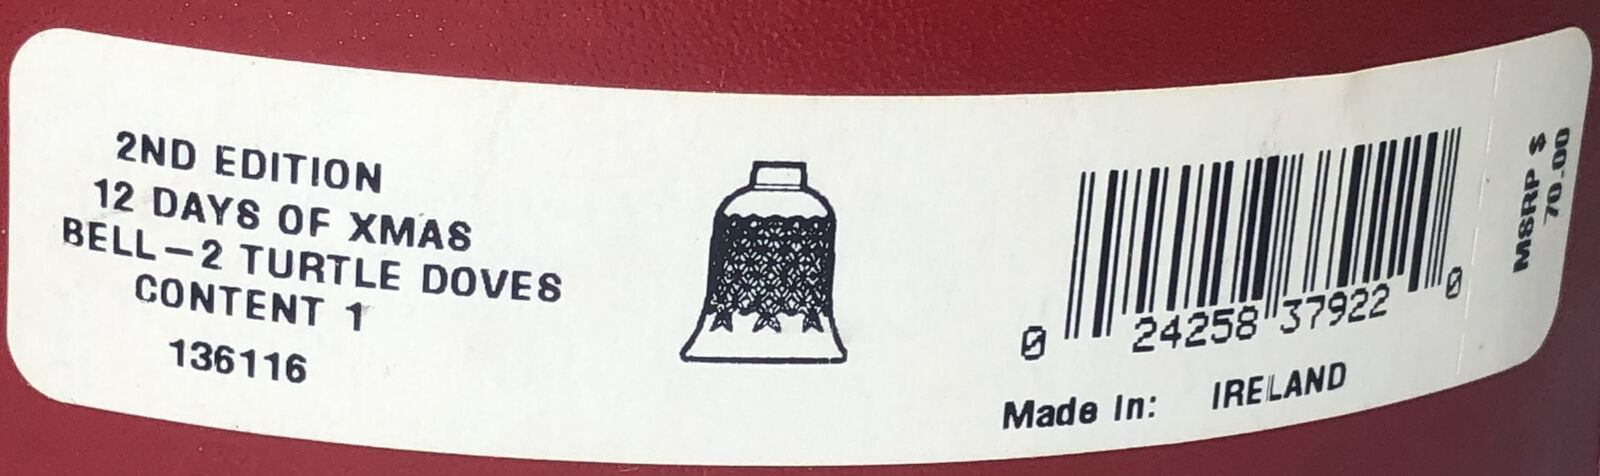 2ND EDITION
12 DAYS OF XMAS
BELL-2 TURTLE DOVES
CONTENT 1
136116
0 24258 37922 0
Made In: IRELAND
MSRP $
70.00